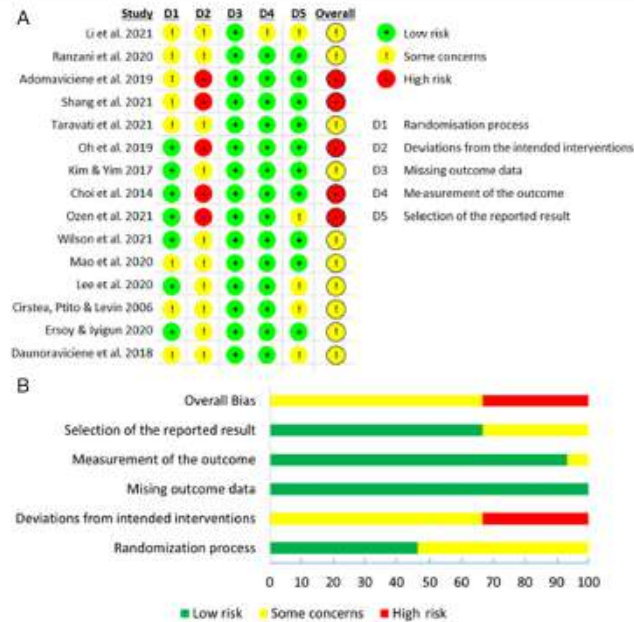 A
Study D1 D2 D3 D4 D5 Overall
Li et al. 2021
Ranzani et al. 2020
Adomaviciene et al. 2019
Shang et al. 2021
Taravati et al. 2021
Oh et al. 2019
Kim & Yim 2017
Choi et al. 2014
Ozen et al. 2021
Wilson et al. 2021
Mao et al. 2020
Lee et al. 2020
Cirstea, Ptito & Levin 2006
Ersoy & Iyigun 2020
Daunoraviciene et al. 2018
Low risk
Some concerns
High risk
D1 Randomisation process
D2 Deviations from the intended interventions
D3 Missing outcome data
D4 Measurement of the outcome
D5 Selection of the reported result
B
Overall Bias
Selection of the reported result
Measurement of the outcome
Mising outcome data
Deviations from intended interventions
Randomization process
0 10 20 30 40 50 60 70 80 90 100
Low risk Some concerns High risk